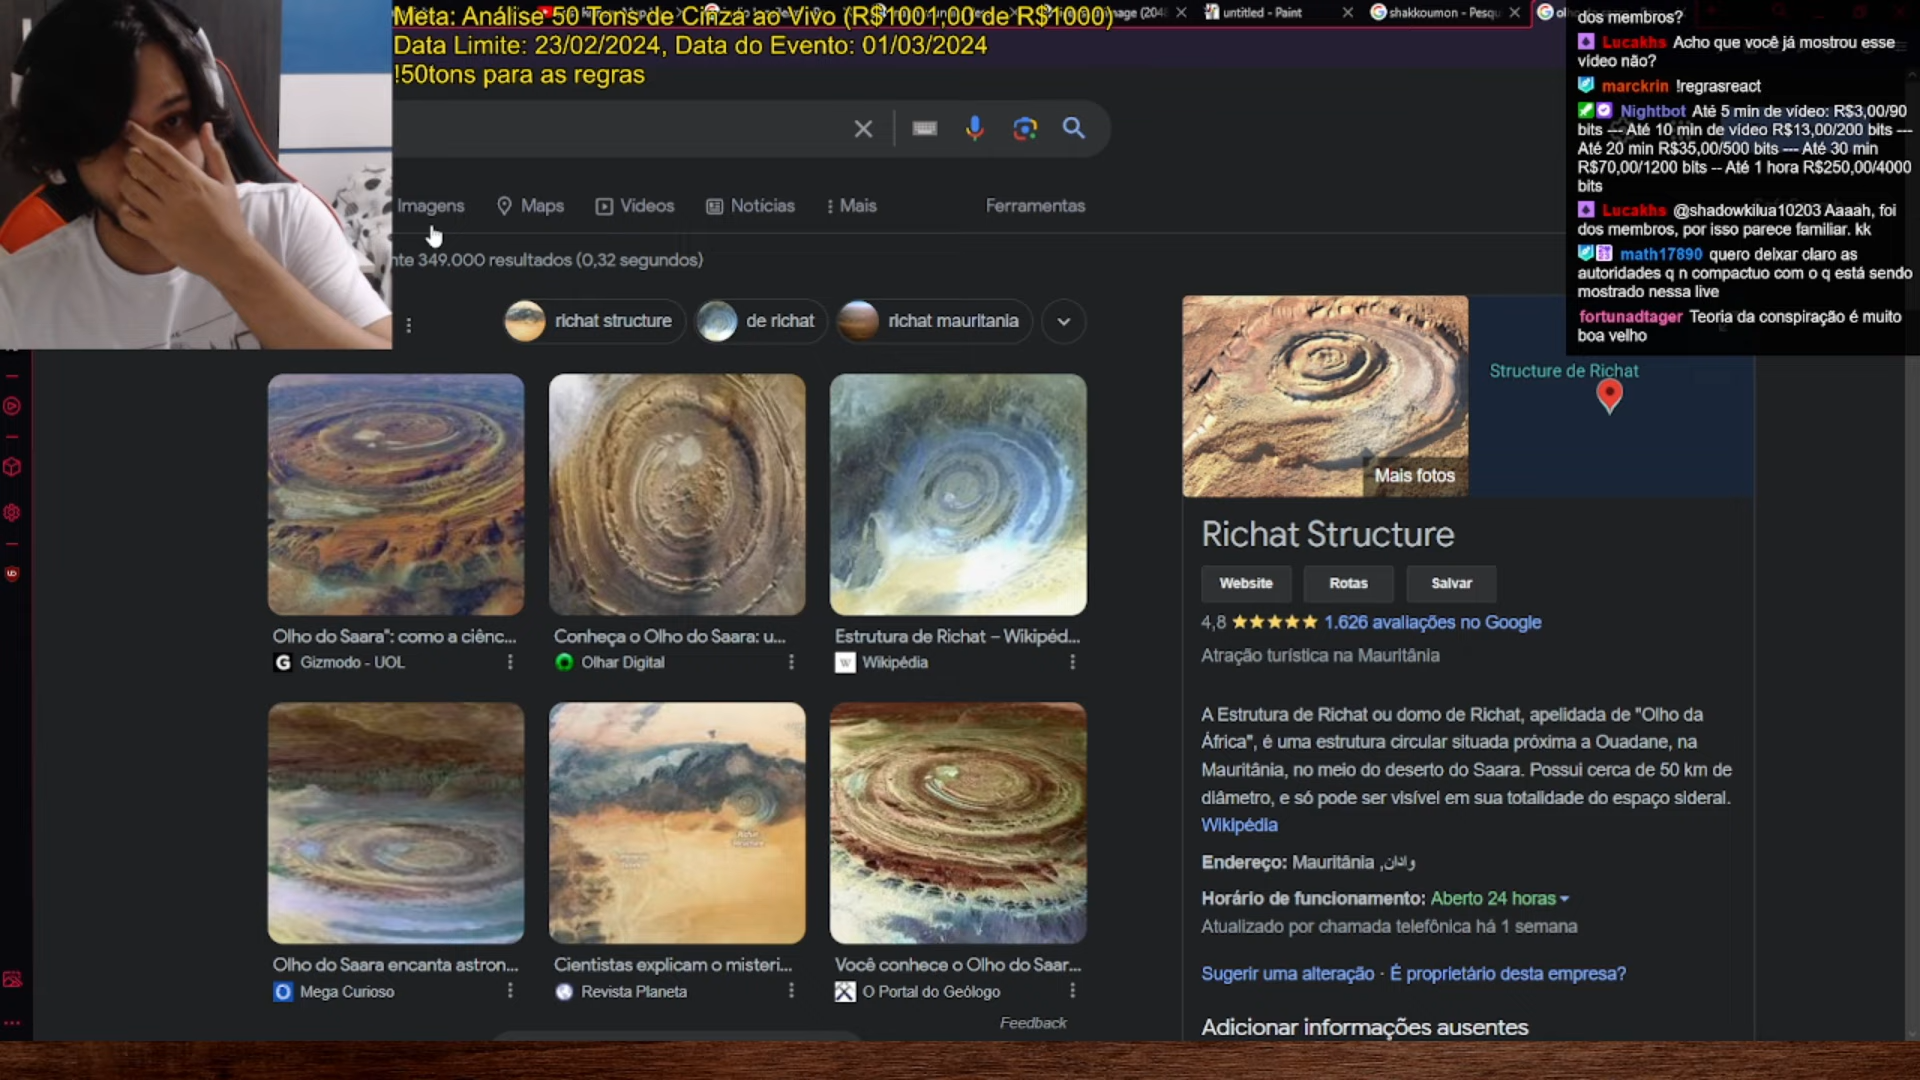 Meta: Análise 50 Tons de Cinza ao Vivo (R$1001,00 de R$1000)
Data Limite: 23/02/2024, Data do Evento: 01/03/2024
!50tons para as regras
untitled - Paint
shakkoumon - Pesqu
dos membros?
Lucakhs Acho que você já mostrou esse
vídeo não?
marckrin !regrasreact
Nightbot Até 5 min de vídeo: R$3,00/90
bits --- Até 10 min de vídeo R$13,00/200 bits ---
Até 20 min R$35,00/500 bits --- Até 30 min
R$70,00/1200 bits -- Até 1 hora R$250,00/4000
bits
Lucakhs @shadowkilua10203 Aaaah, foi
dos membros, por isso parece familiar. kk
math17890 quero deixar claro as
autoridades q n compactuo com o q está sendo
mostrado nessa live
fortunadtager Teoria da conspiração é muito
boa velho
Imagens
Maps
Vídeos
Notícias
Mais
Ferramentas
nte 349.000 resultados (0,32 segundos)
richat structure
de richat
richat mauritania
Olho do Saara": como a ciênc...
Gizmodo - UOL
Conheça o Olho do Saara: u...
Olhar Digital
Estrutura de Richat – Wikipéd...
Wikipédia
Olho do Saara encanta astron...
Mega Curioso
Cientistas explicam o misteri...
Revista Planeta
Você conhece o Olho do Saar...
O Portal do Geólogo
Feedback
Mais fotos
Structure de Richat
Richat Structure
Website
Rotas
Salvar
4,8 ★★★★★ 1.626 avaliações no Google
Atração turística na Mauritânia
A Estrutura de Richat ou domo de Richat, apelidada de "Olho da
África", é uma estrutura circular situada próxima a Ouadane, na
Mauritânia, no meio do deserto do Saara. Possui cerca de 50 km de
diâmetro, e só pode ser visível em sua totalidade do espaço sideral.
Wikipédia
Endereço: Mauritânia ,وادان
Horário de funcionamento: Aberto 24 horas
Atualizado por chamada telefônica há 1 semana
Sugerir uma alteração · É proprietário desta empresa?
Adicionar informações ausentes